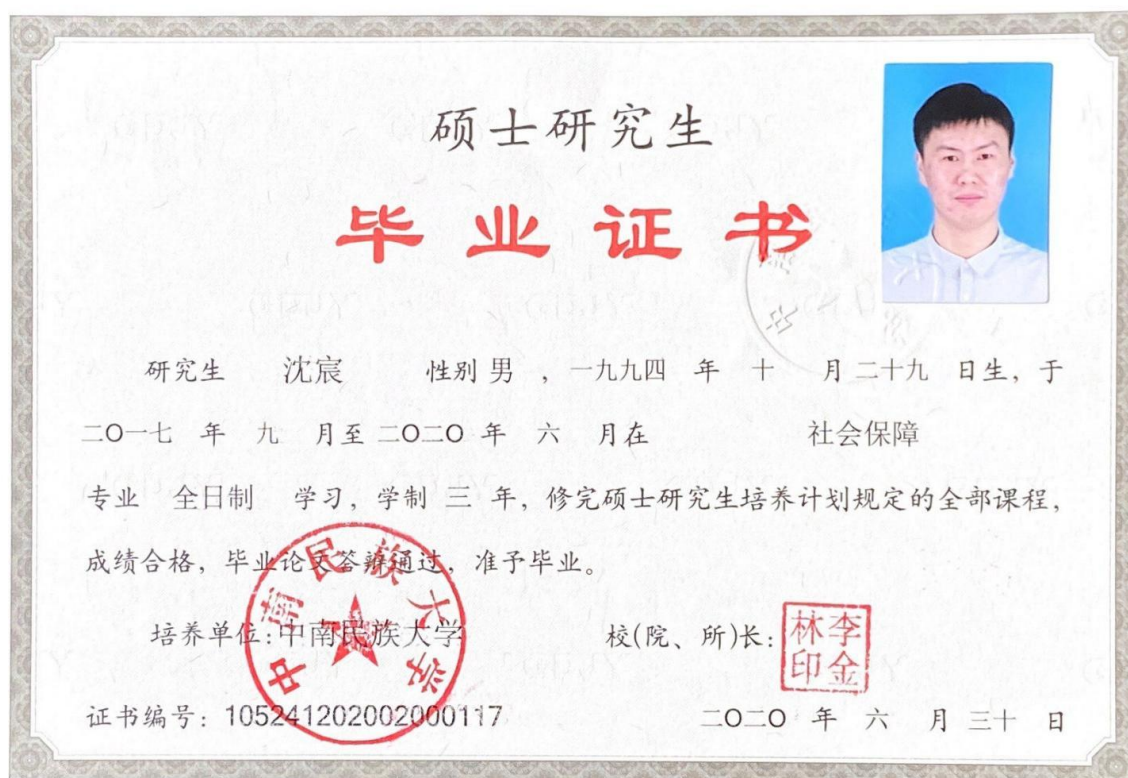 硕士研究生
毕业证书
研究生 沈宸 性别 男 ，一九九四 年 十 月 二十九 日生，于
二O一七 年 九 月至 二O二O 年 六 月在 社会保障
专业 全日制 学习，学制 三 年，修完硕士研究生培养计划规定的全部课程，
成绩合格，毕业论文答辩通过，准予毕业。
培养单位：中南民族大学 校(院、所)长：
李金林印
中南民族大学
证书编号：105241202002000117 二O二O 年 六 月 三十 日